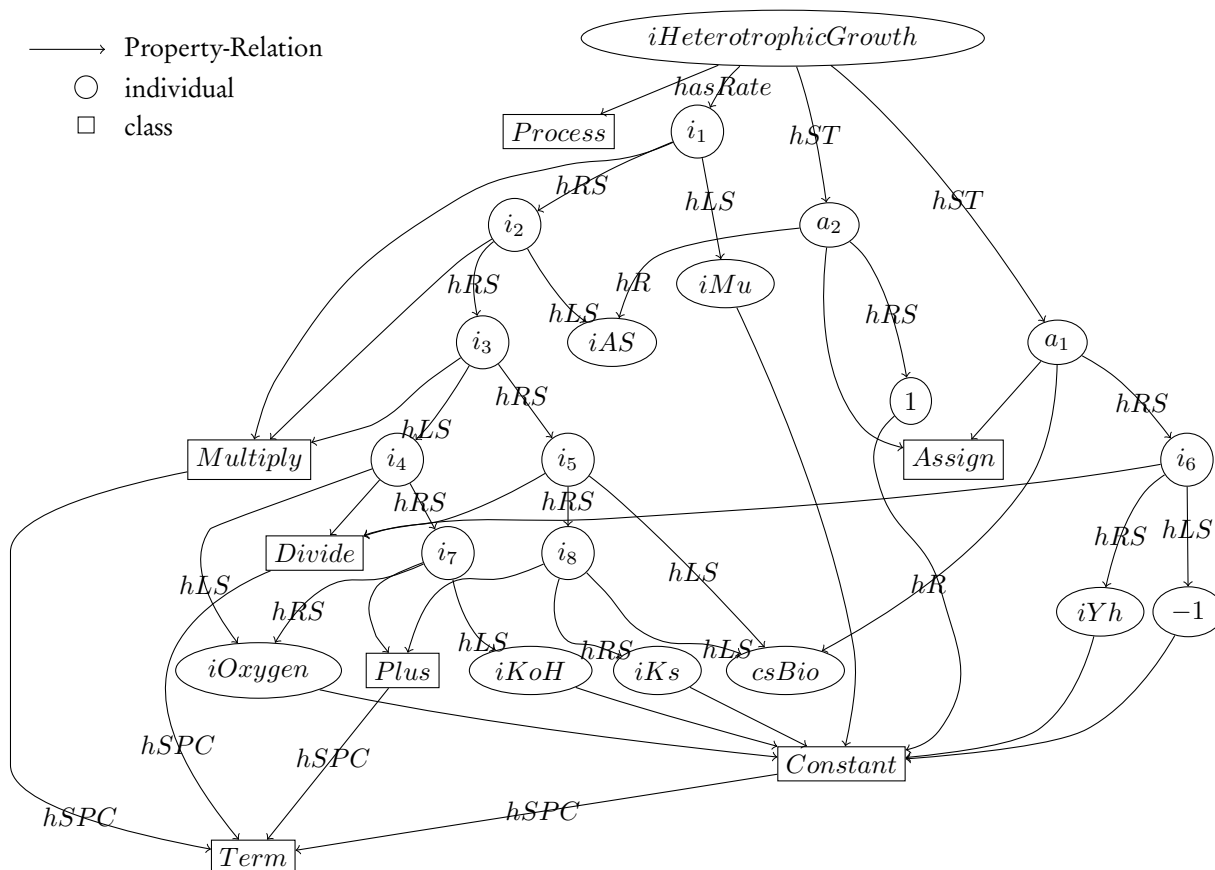 iHeterotrophicGrowth
Property-Relation
individual
class
hasRate
Process
i₁
hST
hST
hRS
hLS
i₂
a₂
hRS
hLS
hR
iMu
hRS
i₃
iAS
a₁
hRS
1
hRS
hLS
Multiply
i₄
i₅
Assign
i₆
hRS
hRS
Divide
i₇
i₈
hRS
hLS
hLS
hRS
hLS
hR
iYh
−1
hLS
hRS
hLS
iOxygen
Plus
iKoH
iKs
csBio
hSPC
hSPC
Constant
hSPC
hSPC
Term